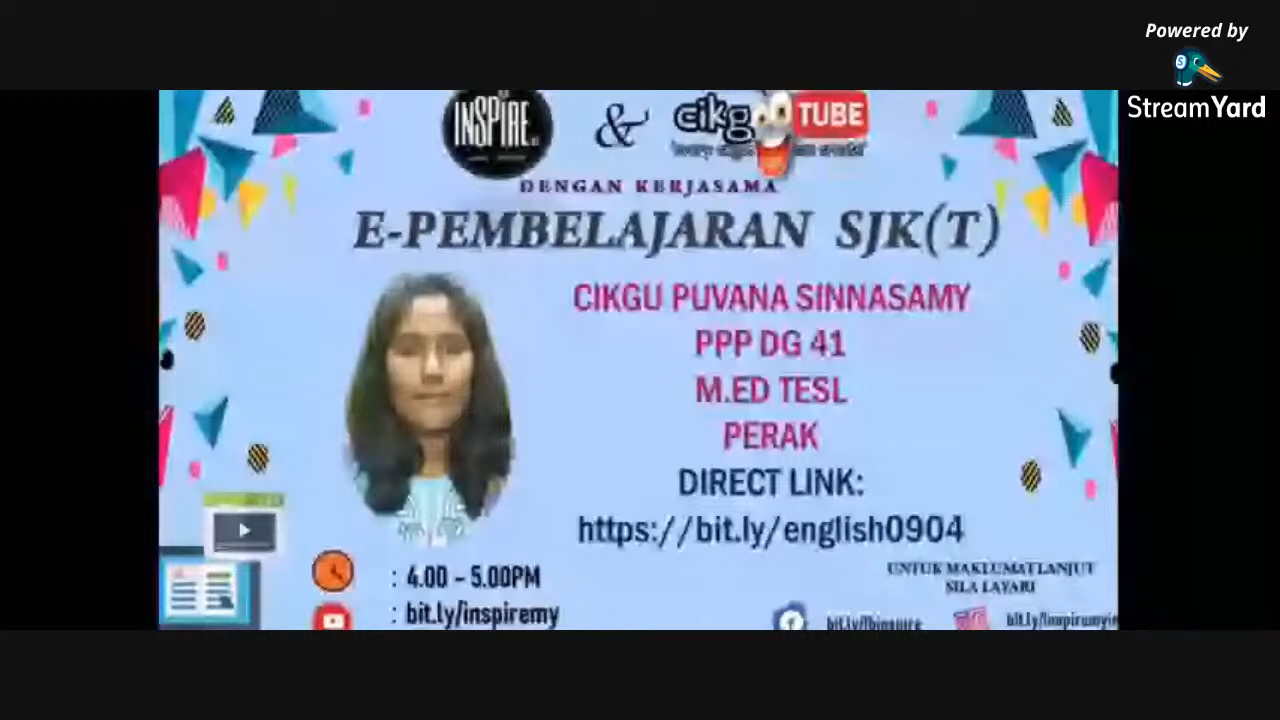 Powered by
StreamYard
INSPIRE
&
cikg
TUBE
DENGAN KERJASAMA
E-PEMBELAJARAN SJK(T)
CIKGU PUVANA SINNASAMY
PPP DG 41
M.ED TESL
PERAK
DIRECT LINK:
https://bit.ly/english0904
: 4.00 - 5.00PM
: bit.ly/inspiremy
UNTUK MAKLUMAT LANJUT
SILA LAYARI